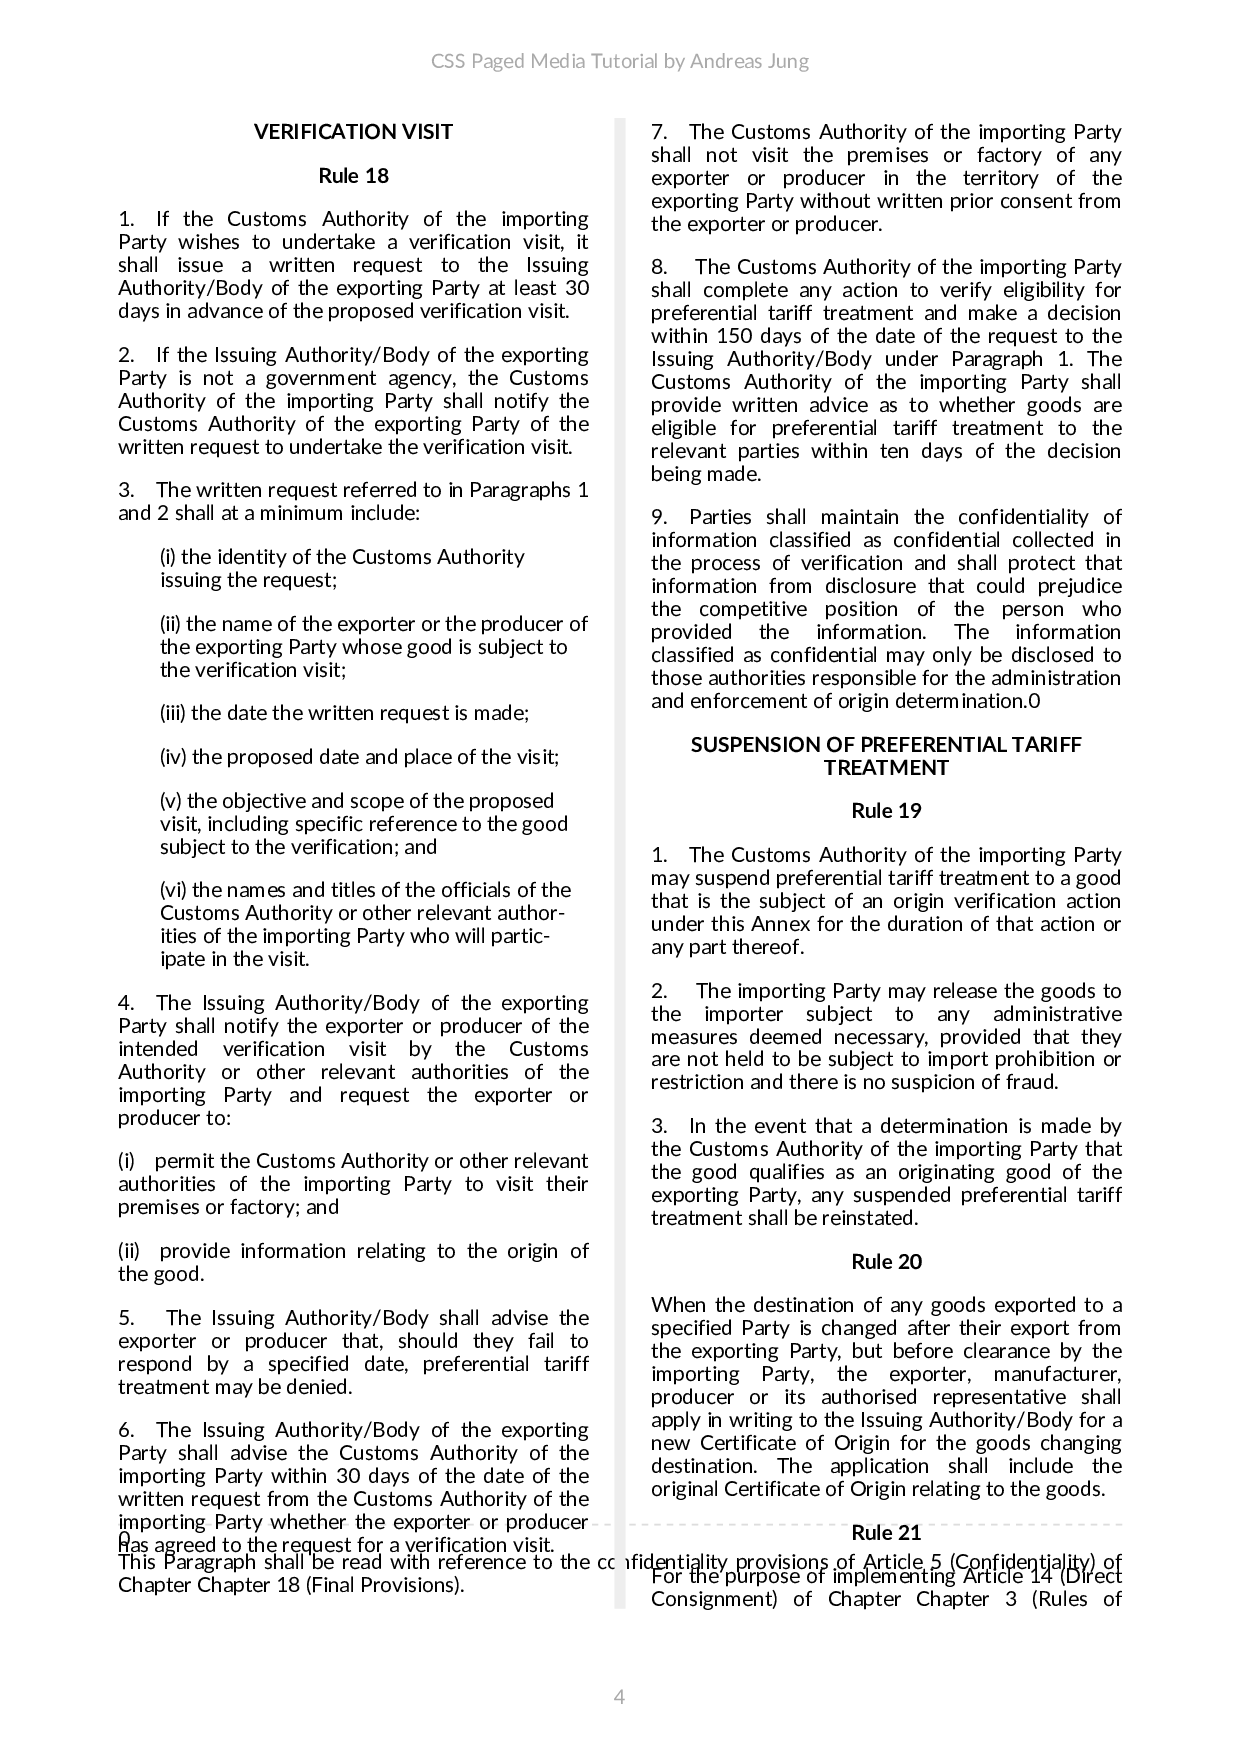 CSS Paged Media Tutorial by Andreas Jung
VERIFICATION VISIT
Rule 18
1. If the Customs Authority of the importing
Party wishes to undertake a verification visit, it
shall issue a written request to the Issuing
Authority/Body of the exporting Party at least 30
days in advance of the proposed verification visit.
2. If the Issuing Authority/Body of the exporting
Party is not a government agency, the Customs
Authority of the importing Party shall notify the
Customs Authority of the exporting Party of the
written request to undertake the verification visit.
3. The written request referred to in Paragraphs 1
and 2 shall at a minimum include:
(i) the identity of the Customs Authority
issuing the request;
(ii) the name of the exporter or the producer of
the exporting Party whose good is subject to
the verification visit;
(iii) the date the written request is made;
(iv) the proposed date and place of the visit;
(v) the objective and scope of the proposed
visit, including specific reference to the good
subject to the verification; and
(vi) the names and titles of the officials of the
Customs Authority or other relevant author-
ities of the importing Party who will partic-
ipate in the visit.
4. The Issuing Authority/Body of the exporting
Party shall notify the exporter or producer of the
intended verification visit by the Customs
Authority or other relevant authorities of the
importing Party and request the exporter or
producer to:
(i) permit the Customs Authority or other relevant
authorities of the importing Party to visit their
premises or factory; and
(ii) provide information relating to the origin of
the good.
5. The Issuing Authority/Body shall advise the
exporter or producer that, should they fail to
respond by a specified date, preferential tariff
treatment may be denied.
6. The Issuing Authority/Body of the exporting
Party shall advise the Customs Authority of the
importing Party within 30 days of the date of the
written request from the Customs Authority of the
importing Party whether the exporter or producer
has agreed to the request for a verification visit.
7. The Customs Authority of the importing Party
shall not visit the premises or factory of any
exporter or producer in the territory of the
exporting Party without written prior consent from
the exporter or producer.
8. The Customs Authority of the importing Party
shall complete any action to verify eligibility for
preferential tariff treatment and make a decision
within 150 days of the date of the request to the
Issuing Authority/Body under Paragraph 1. The
Customs Authority of the importing Party shall
provide written advice as to whether goods are
eligible for preferential tariff treatment to the
relevant parties within ten days of the decision
being made.
9. Parties shall maintain the confidentiality of
information classified as confidential collected in
the process of verification and shall protect that
information from disclosure that could prejudice
the competitive position of the person who
provided the information. The information
classified as confidential may only be disclosed to
those authorities responsible for the administration
and enforcement of origin determination.0
SUSPENSION OF PREFERENTIAL TARIFF
TREATMENT
Rule 19
1. The Customs Authority of the importing Party
may suspend preferential tariff treatment to a good
that is the subject of an origin verification action
under this Annex for the duration of that action or
any part thereof.
2. The importing Party may release the goods to
the importer subject to any administrative
measures deemed necessary, provided that they
are not held to be subject to import prohibition or
restriction and there is no suspicion of fraud.
3. In the event that a determination is made by
the Customs Authority of the importing Party that
the good qualifies as an originating good of the
exporting Party, any suspended preferential tariff
treatment shall be reinstated.
Rule 20
When the destination of any goods exported to a
specified Party is changed after their export from
the exporting Party, but before clearance by the
importing Party, the exporter, manufacturer,
producer or its authorised representative shall
apply in writing to the Issuing Authority/Body for a
new Certificate of Origin for the goods changing
destination. The application shall include the
original Certificate of Origin relating to the goods.
Rule 21
For the purpose of implementing Article 14 (Direct
Consignment) of Chapter Chapter 3 (Rules of
0
This Paragraph shall be read with reference to the confidentiality provisions of Article 5 (Confidentiality) of
Chapter Chapter 18 (Final Provisions).
4